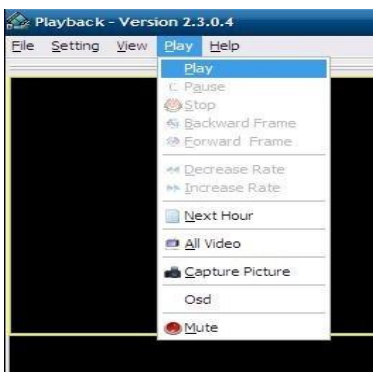 Playback - Version 2.3.0.4
File Setting View Play Help
Play
Pause
Stop
Backward Frame
Forward Frame
Decrease Rate
Increase Rate
Next Hour
All Video
Capture Picture
Osd
Mute